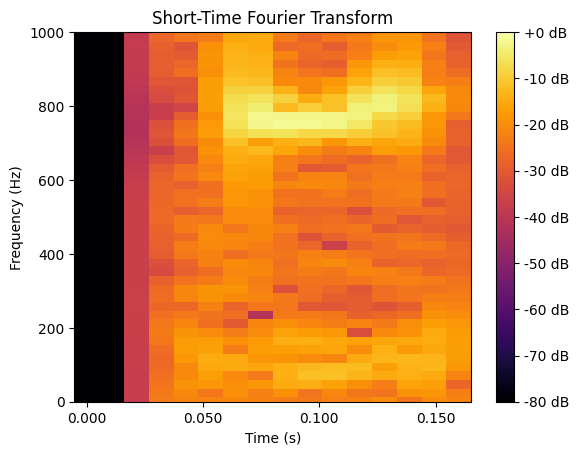 Short-Time Fourier Transform
1000
800
600
400
200
0
Frequency (Hz)
0.000
0.050
0.100
0.150
Time (s)
+0 dB
-10 dB
-20 dB
-30 dB
-40 dB
-50 dB
-60 dB
-70 dB
-80 dB